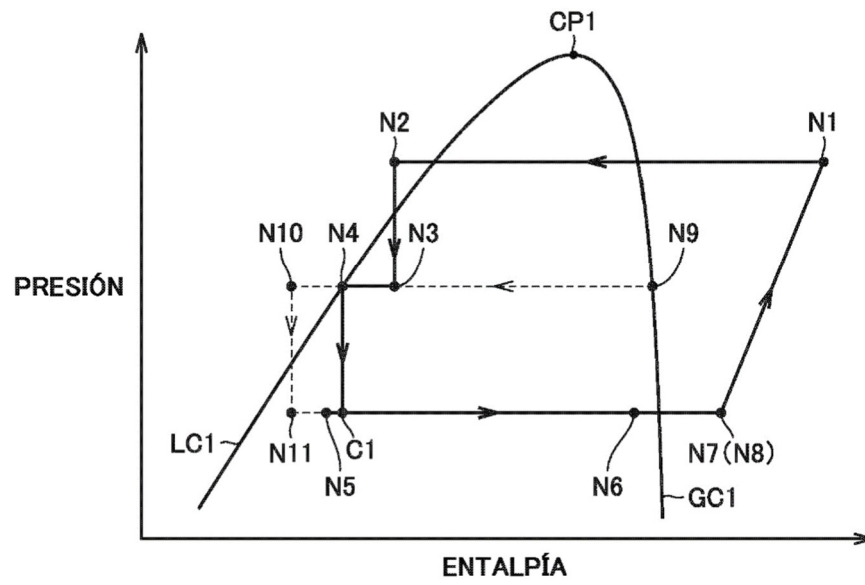 CP1
N2
N1
N10
N4
N3
N9
PRESIÓN
LC1
N11
N5
C1
N6
N7(N8)
GC1
ENTALPÍA